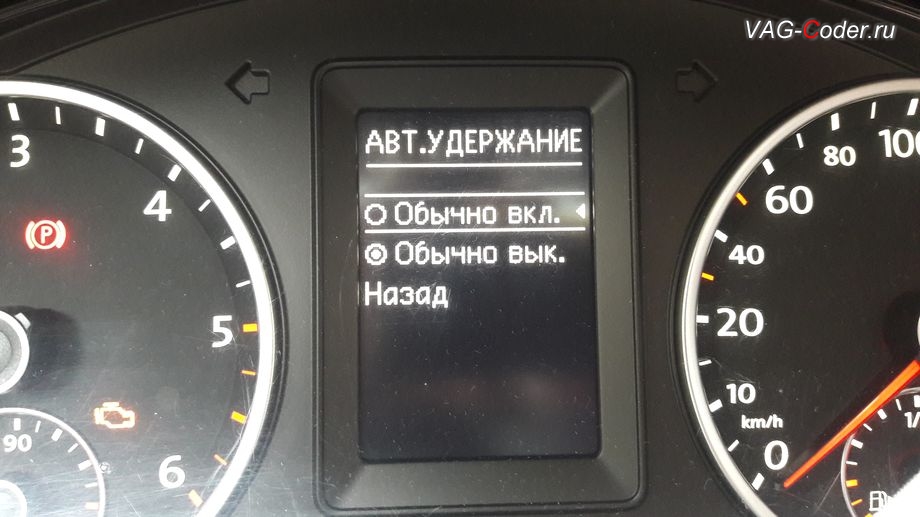 VAG-Coder.ru
АВТ.УДЕРЖАНИЕ
Обычно вкл.
Обычно вык.
Назад
3
4
5
6
90
P
0
10
20
40
60
80
100
km/h
1/